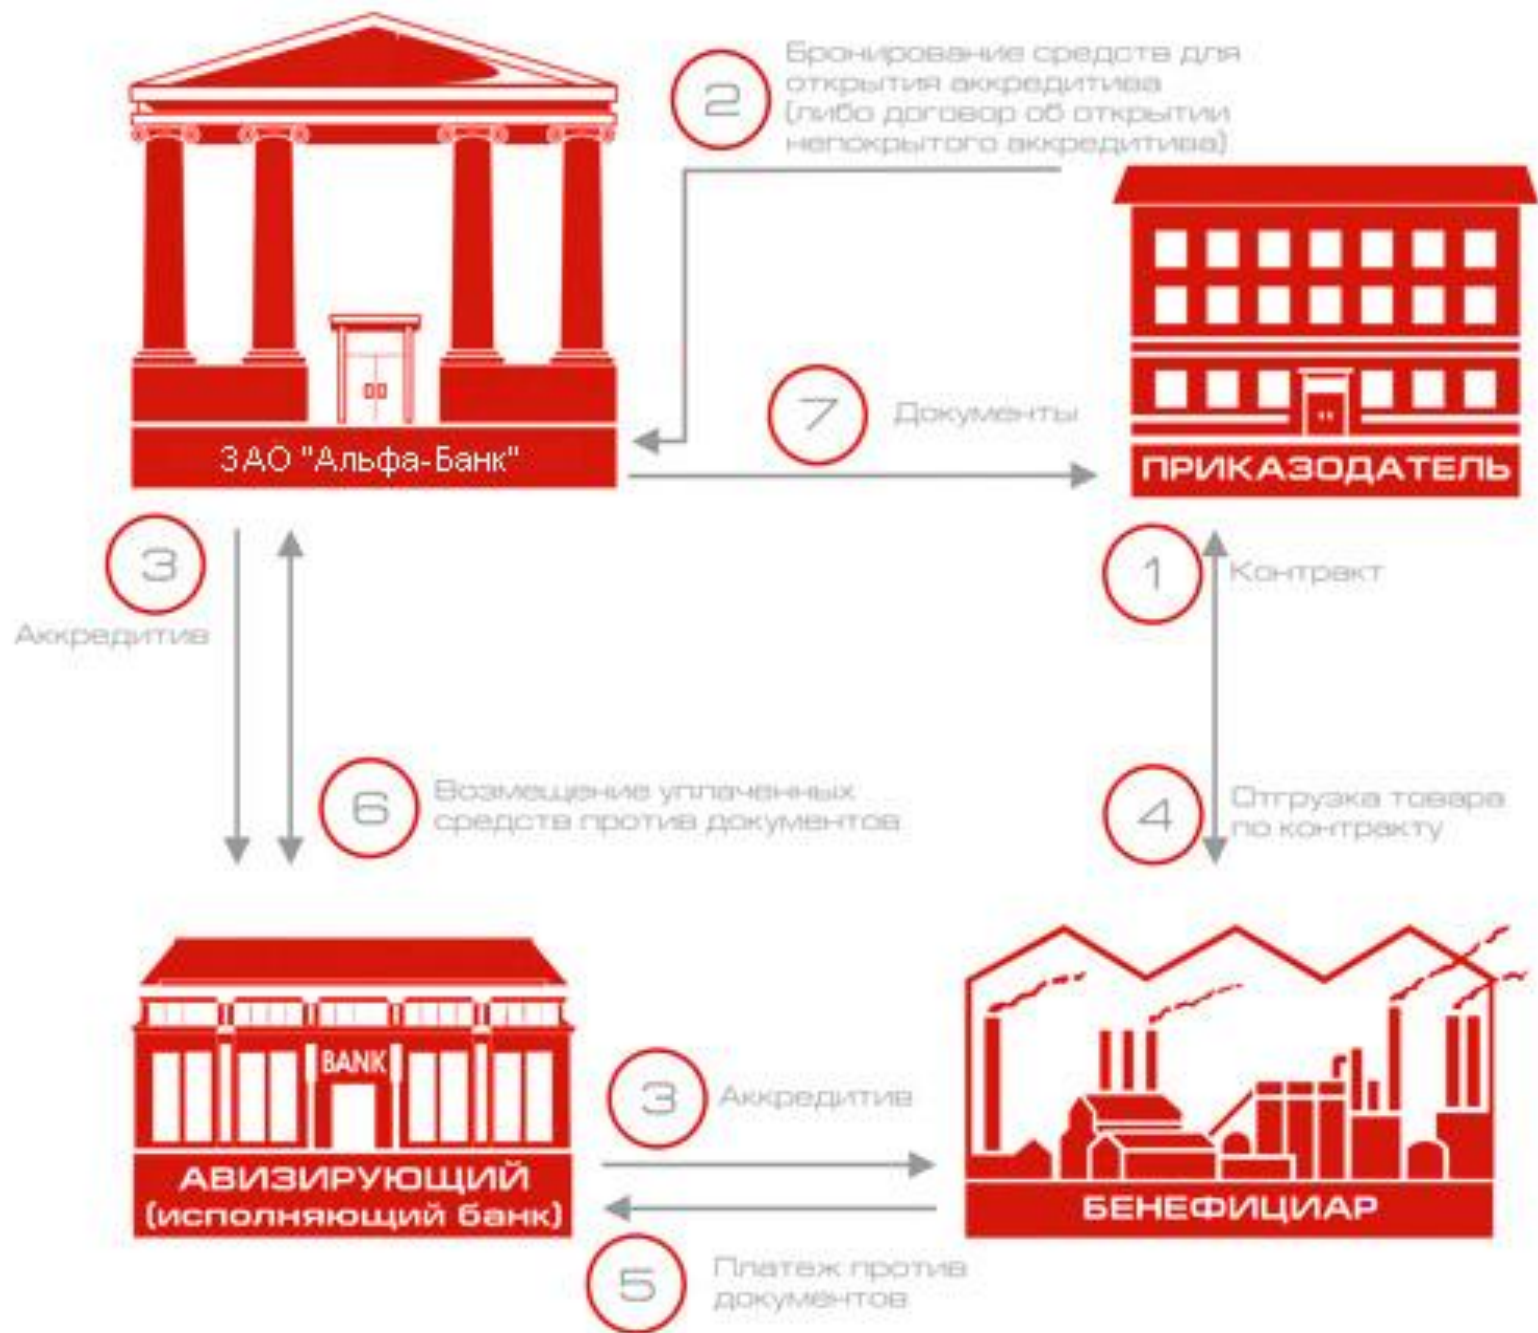 2
Бронирование средств для
открытия аккредитива
(либо договор об открытии
непокрытого аккредитива)
7
Документы
ЗАО "Альфа-Банк"
ПРИКАЗОДАТЕЛЬ
3
Аккредитив
1
Контракт
6
Возмещение уплаченных
средств против документов
4
Отгрузка товара
по контракту
BANK
3
Аккредитив
АВИЗИРУЮЩИЙ
(исполняющий банк)
БЕНЕФИЦИАР
5
Платеж против
документов